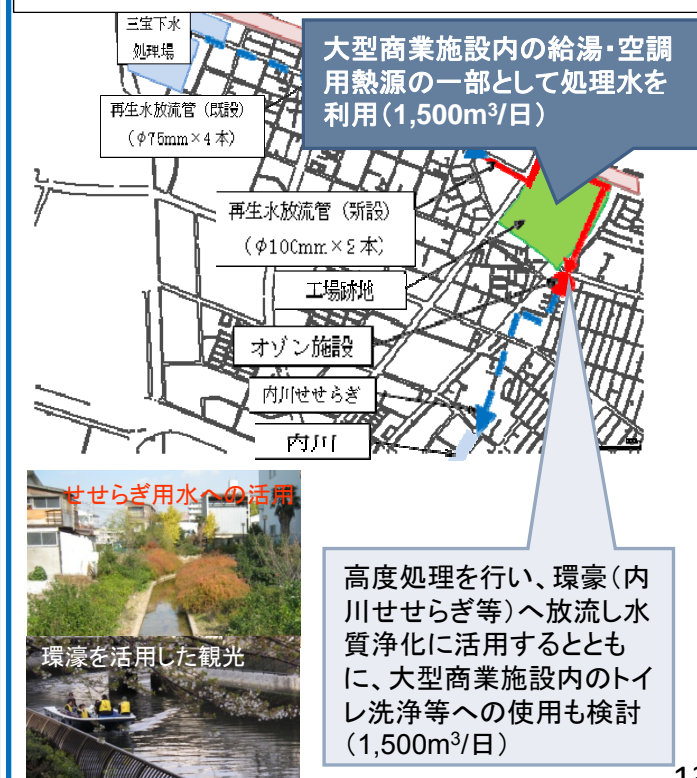 三宝下水
処理場
大型商業施設内の給湯・空調
用熱源の一部として処理水を
利用(1,500m³/日)
再生水放流管（既設）
（φ75mm×4本）
再生水放流管（新設）
（φ100mm×2本）
工場跡地
オゾン施設
内川せせらぎ
内川
せせらぎ用水への活用
環濠を活用した観光
高度処理を行い、環豪(内
川せせらぎ等)へ放流し水
質浄化に活用するととも
に、大型商業施設内のトイ
レ洗浄等への使用も検討
(1,500m³/日)